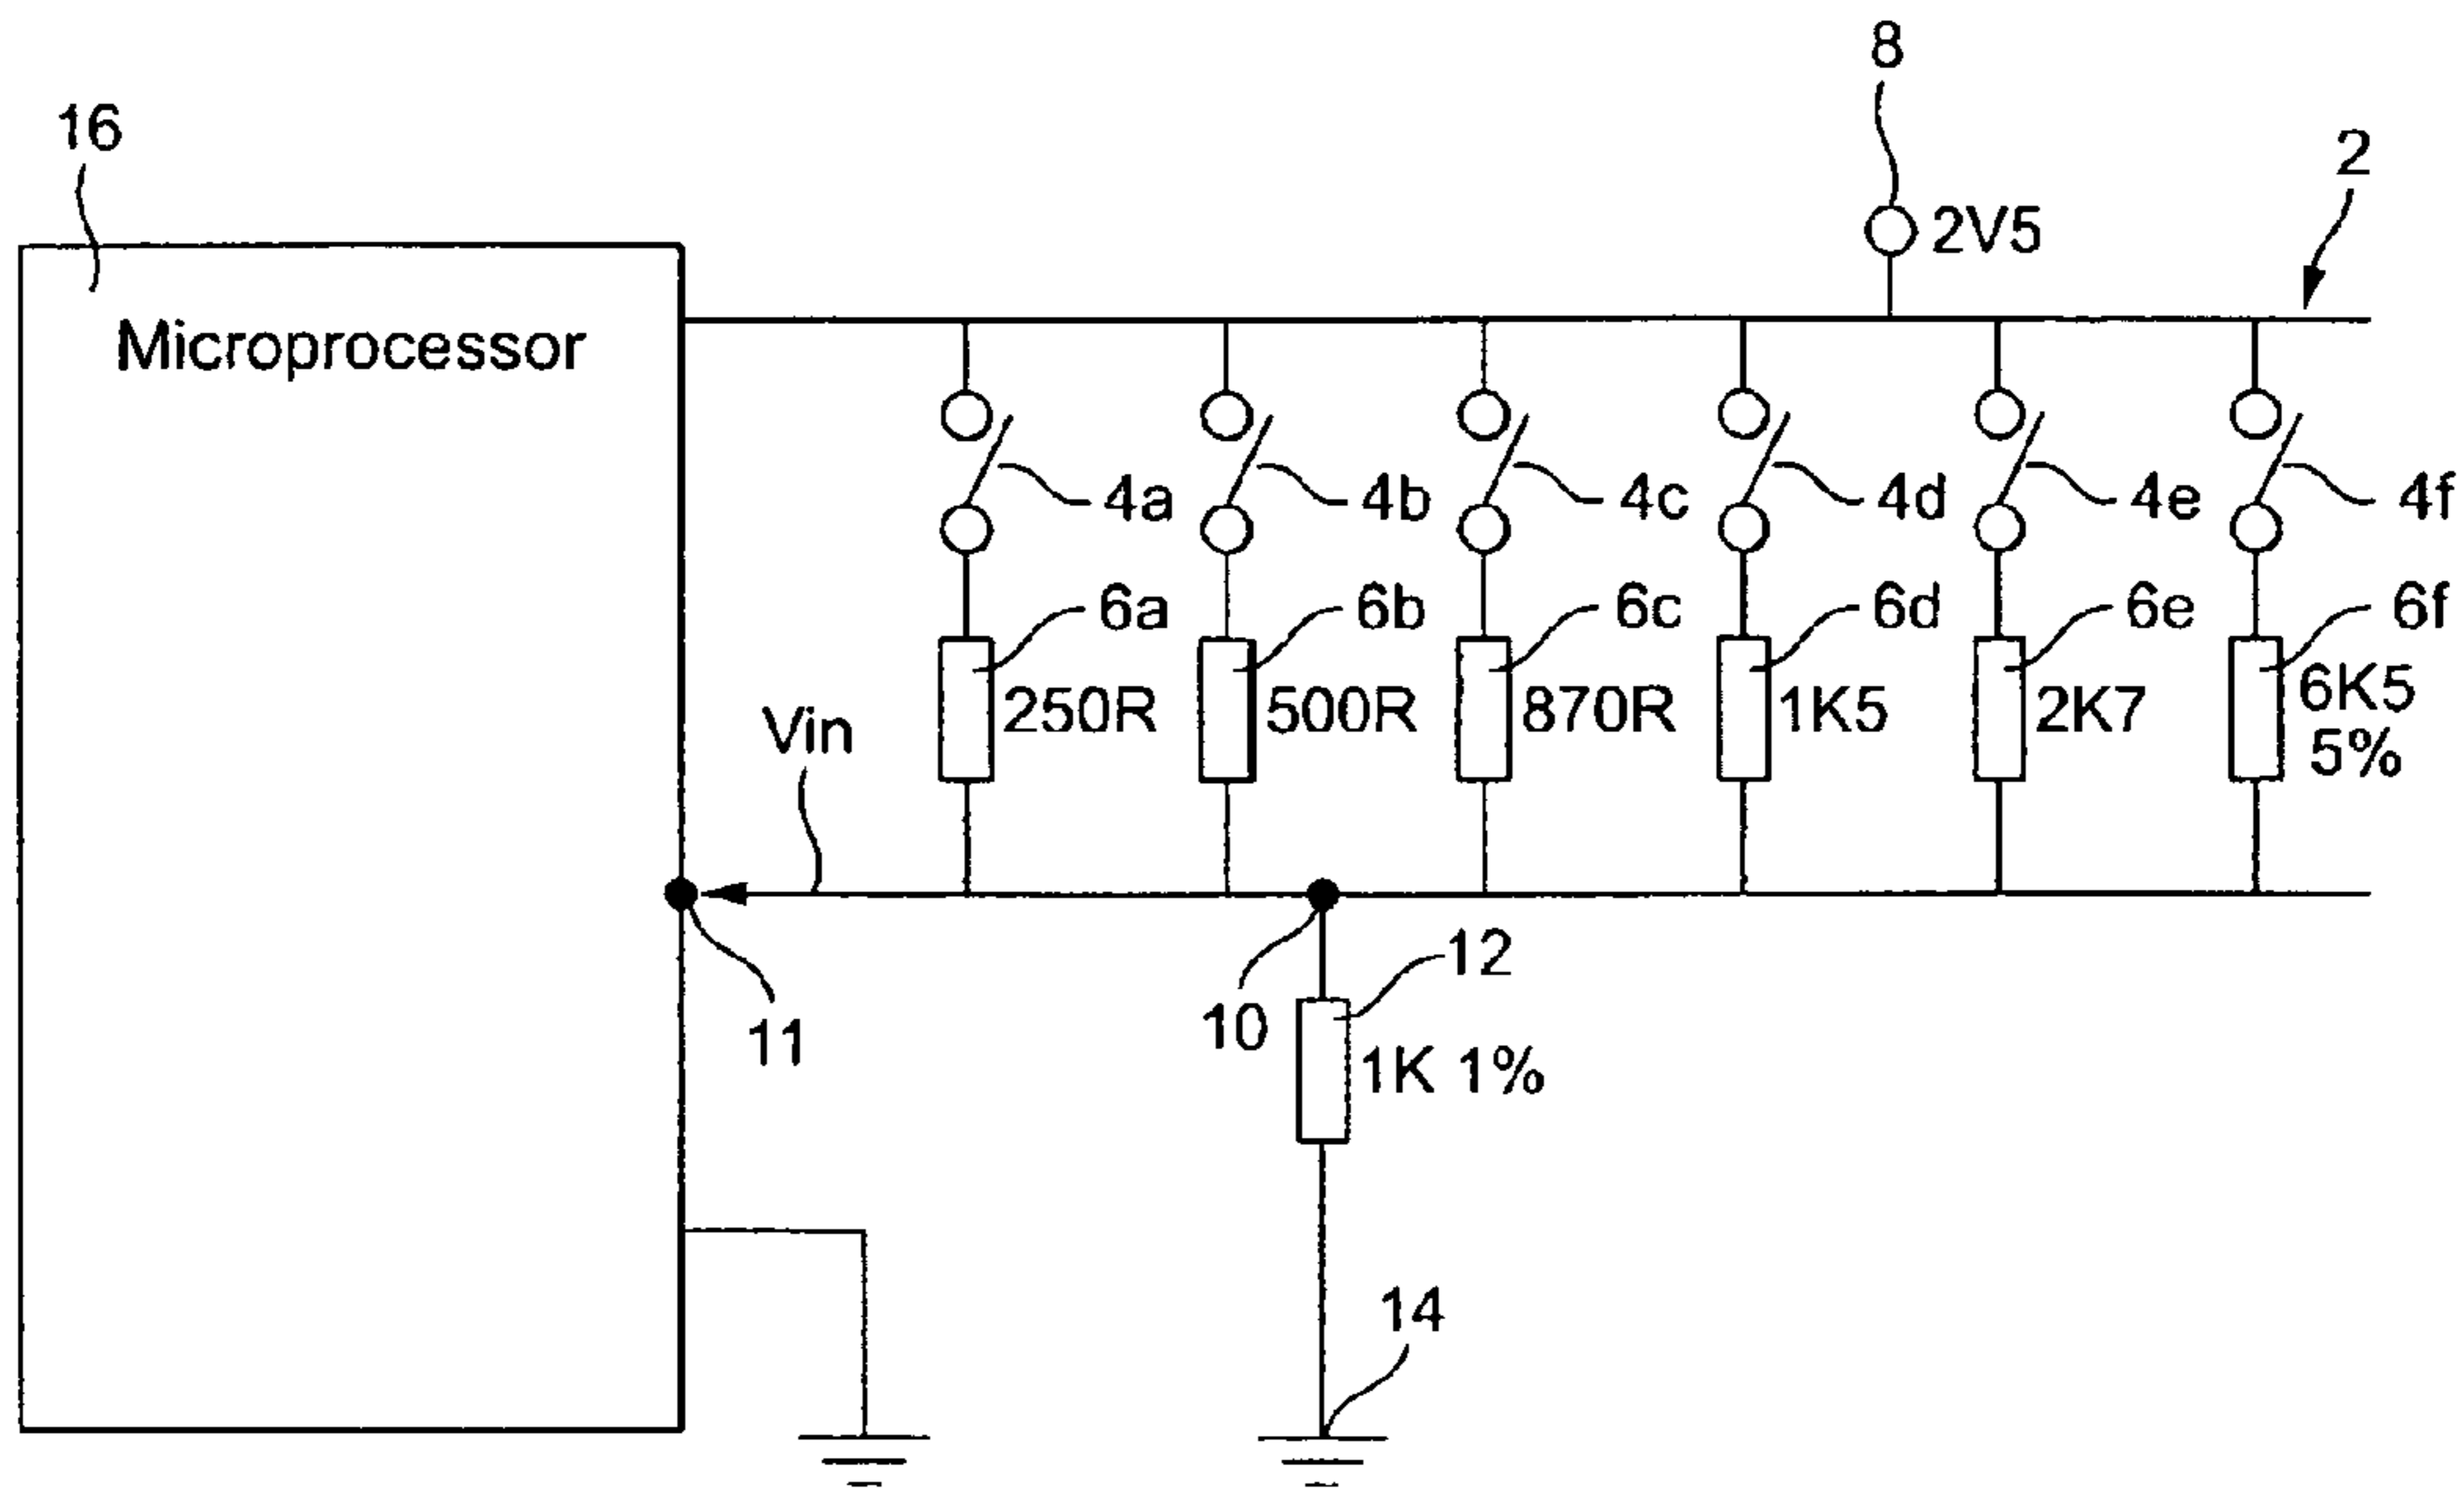 8
16
2
2V5
Microprocessor
4a 4b 4c 4d 4e 4f
6a 6b 6c 6d 6e 6f
250R 500R 870R 1K5 2K7 6K5
5%
Vin
12
10
11
1K 1%
14